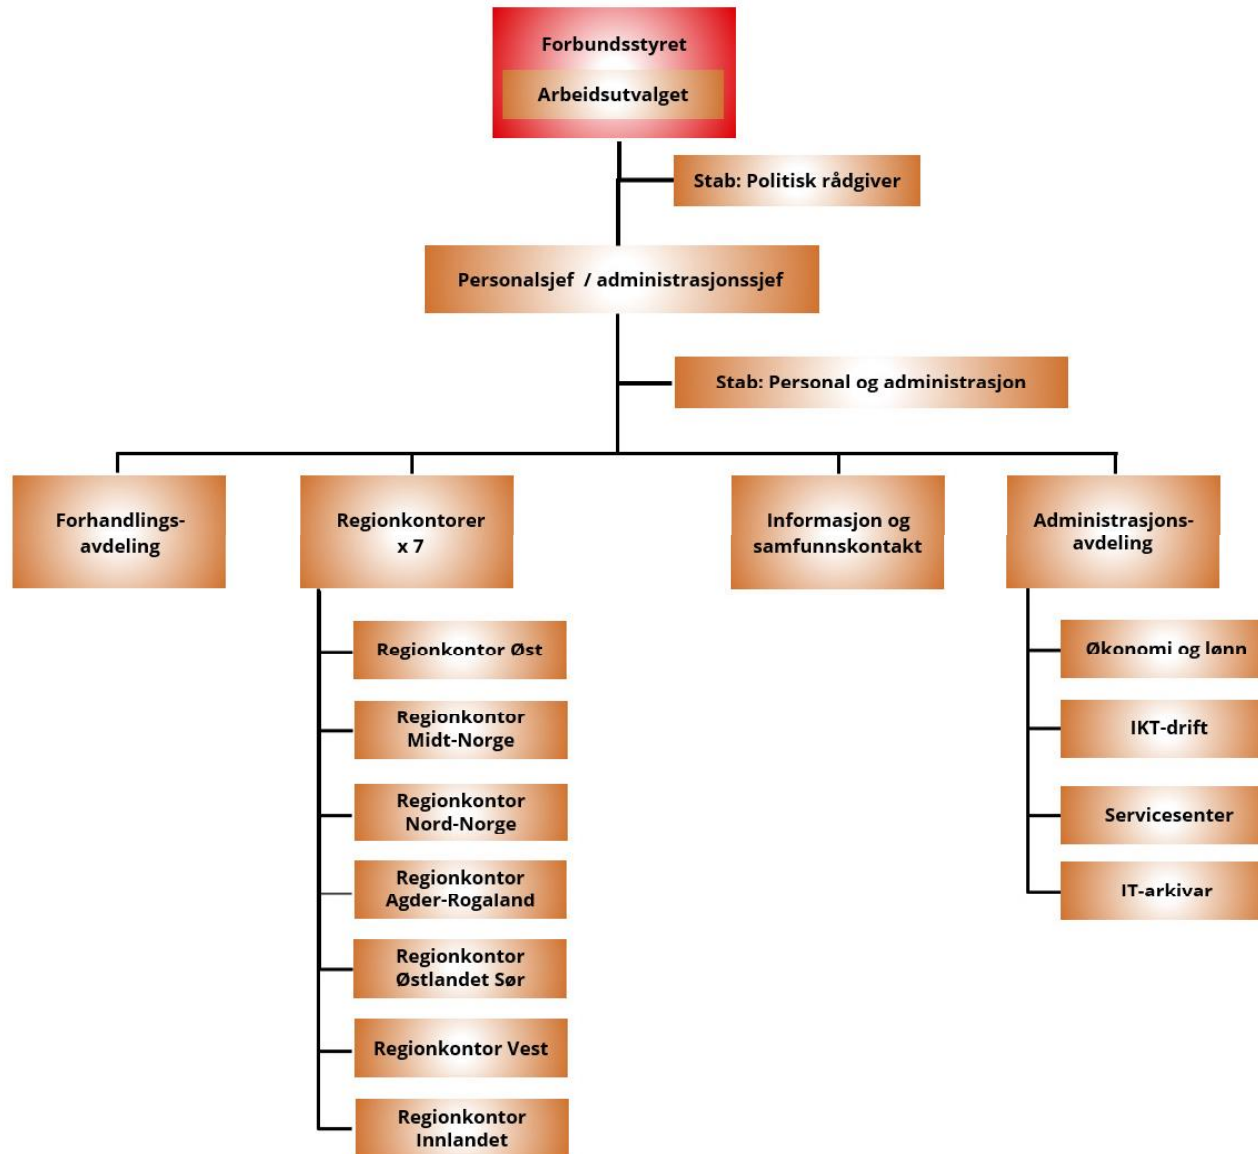 Forbundsstyret
Arbeidsutvalget
Stab: Politisk rådgiver
Personalsjef / administrasjonssjef
Stab: Personal og administrasjon
Forhandlings-
avdeling
Regionkontorer
x 7
Informasjon og
samfunnskontakt
Administrasjons-
avdeling
Regionkontor Øst
Regionkontor
Midt-Norge
Regionkontor
Nord-Norge
Regionkontor
Agder-Rogaland
Regionkontor
Østlandet Sør
Regionkontor Vest
Regionkontor
Innlandet
Økonomi og lønn
IKT-drift
Servicesenter
IT-arkivar